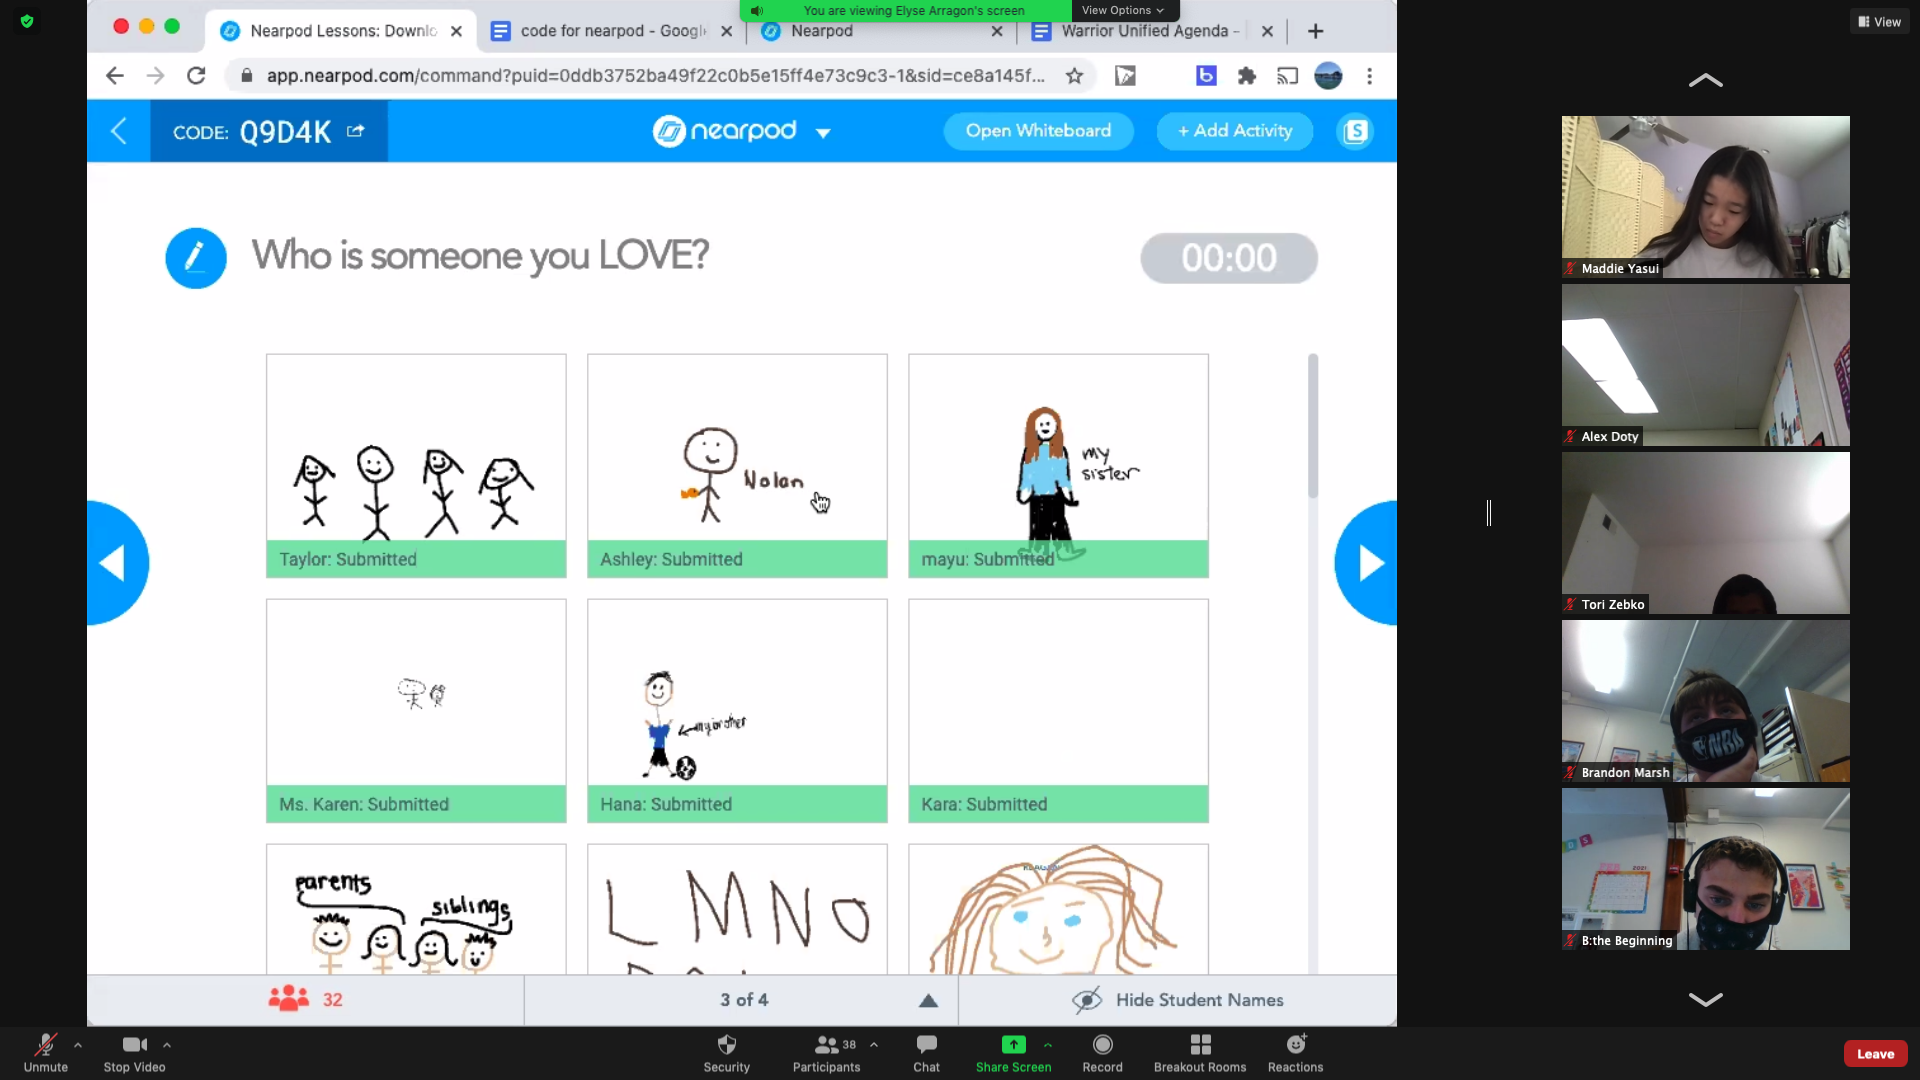 You are viewing Elyse Arragon's screen
View Options
View
Nearpod Lessons: Downlo
code for nearpod - Googl
Nearpod
Warrior Unified Agenda -
app.nearpod.com/command?puid=0ddb3752ba49f22c0b5e15ff4e73c9c3-1&sid=ce8a145f...
CODE: Q9D4K
nearpod
Open Whiteboard
+ Add Activity
S
Who is someone you LOVE?
00:00
Nolan
my
sister
Taylor: Submitted
Ashley: Submitted
mayu: Submitted
my brother
Ms. Karen: Submitted
Hana: Submitted
Kara: Submitted
parents
siblings
L M N O
32
3 of 4
Hide Student Names
Maddie Yasui
Alex Doty
Tori Zebko
NBA
Brandon Marsh
2021
B:the Beginning
Unmute
Stop Video
Security
38
Participants
Chat
Share Screen
Record
Breakout Rooms
Reactions
Leave